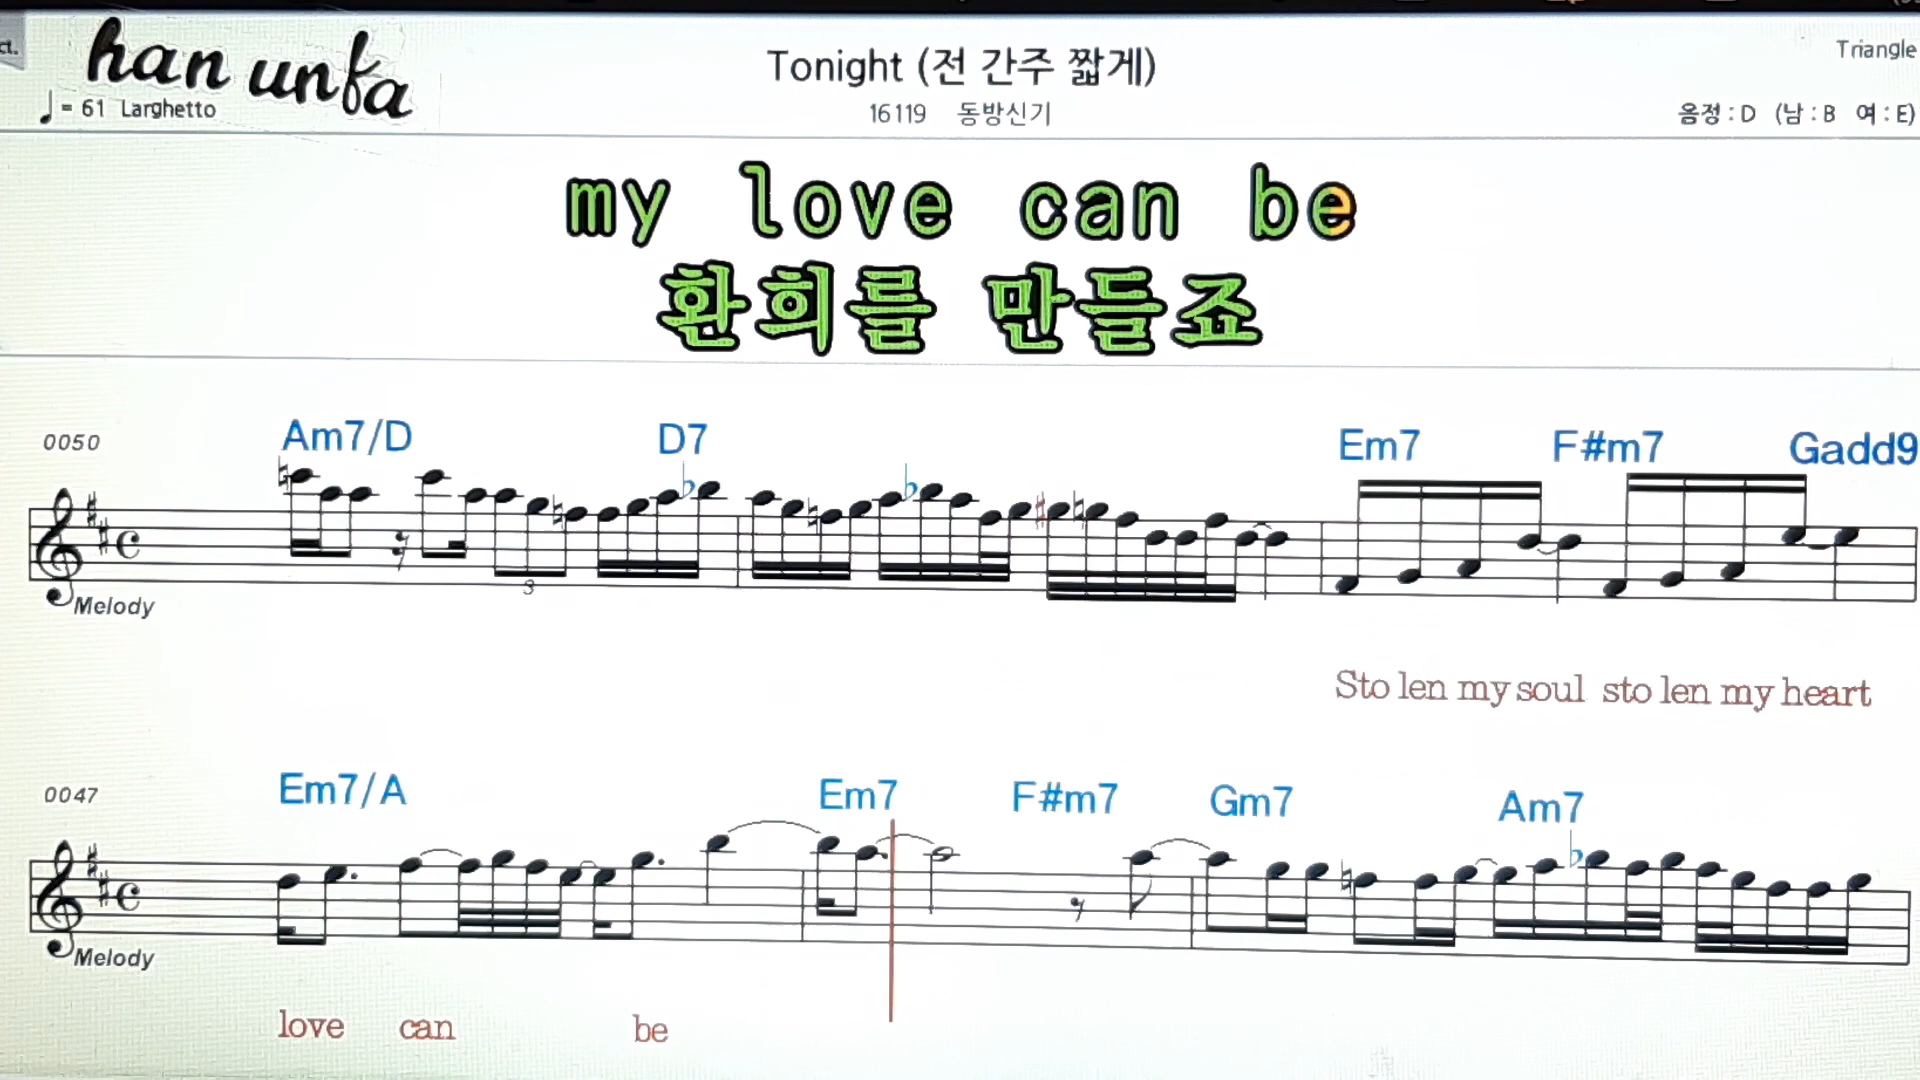 ct.
han unfa
Tonight (전 간주 짧게)
Triangle
♩= 61 Larghetto
16119 동방신기
음정 : D (남 : B 여 : E)
my love can be
환희를 만들죠
0050
Am7/D D7 Em7 F#m7 Gadd9
3
Melody
Sto len my soul sto len my heart
0047
Em7/A Em7 F#m7 Gm7 Am7
Melody
love can be